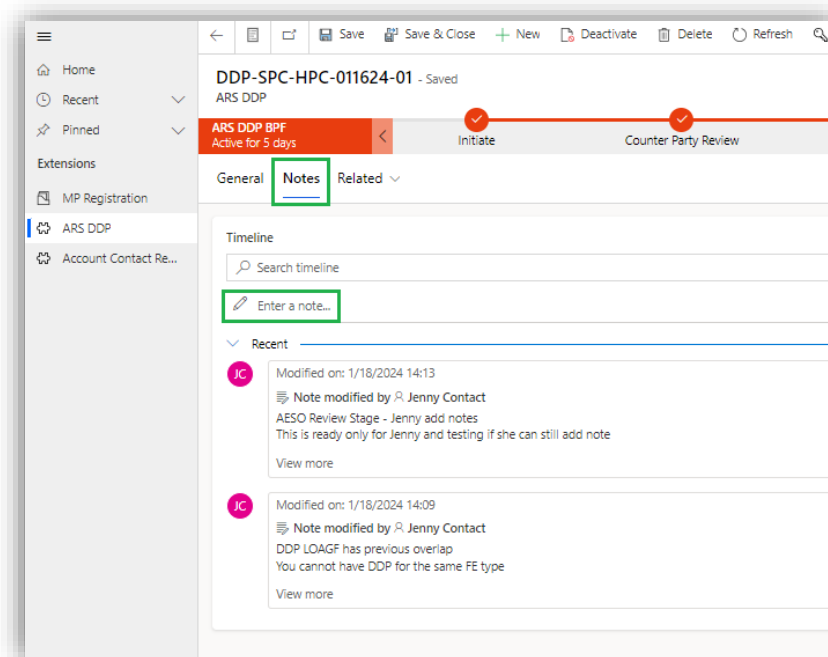 Save
Save & Close
New
Deactivate
Delete
Refresh
Home
Recent
Pinned
Extensions
MP Registration
ARS DDP
Account Contact Re...
DDP-SPC-HPC-011624-01 - Saved
ARS DDP
ARS DDP BPF
Active for 5 days
Initiate
Counter Party Review
General
Notes
Related
Timeline
Search timeline
Enter a note...
Recent
JC
Modified on: 1/18/2024 14:13
Note modified by Jenny Contact
AESO Review Stage - Jenny add notes
This is ready only for Jenny and testing if she can still add note
View more
JC
Modified on: 1/18/2024 14:09
Note modified by Jenny Contact
DDP LOAGF has previous overlap
You cannot have DDP for the same FE type
View more